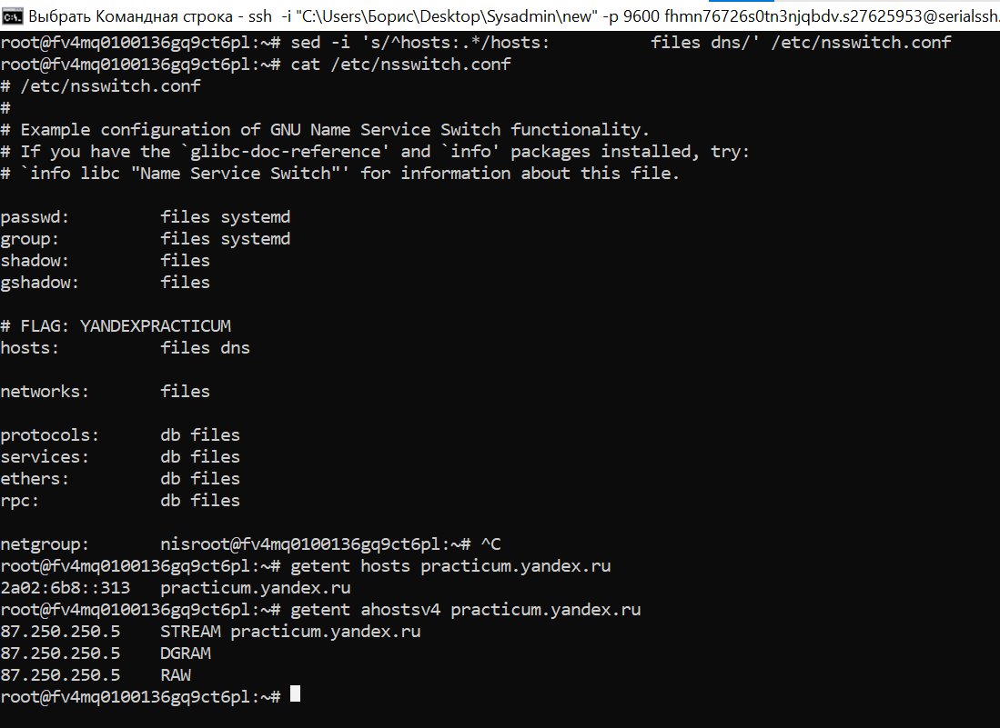 Выбрать Командная строка - ssh  -i "C:\Users\Борис\Desktop\Sysadmin\new" -p 9600 fhmn76726s0tn3njqbdv.s27625953@serialssh.
root@fv4mq0100136gq9ct6pl:~# sed -i 's/^hosts:.*/hosts:          files dns/' /etc/nsswitch.conf
root@fv4mq0100136gq9ct6pl:~# cat /etc/nsswitch.conf
# /etc/nsswitch.conf
#
# Example configuration of GNU Name Service Switch functionality.
# If you have the `glibc-doc-reference' and `info' packages installed, try:
# `info libc "Name Service Switch"' for information about this file.

passwd:         files systemd
group:          files systemd
shadow:         files
gshadow:        files

# FLAG: YANDEXPRACTICUM
hosts:          files dns

networks:       files

protocols:      db files
services:       db files
ethers:         db files
rpc:            db files

netgroup:       nisroot@fv4mq0100136gq9ct6pl:~# ^C
root@fv4mq0100136gq9ct6pl:~# getent hosts practicum.yandex.ru
2a02:6b8::313   practicum.yandex.ru
root@fv4mq0100136gq9ct6pl:~# getent ahostsv4 practicum.yandex.ru
87.250.250.5    STREAM practicum.yandex.ru
87.250.250.5    DGRAM
87.250.250.5    RAW
root@fv4mq0100136gq9ct6pl:~#